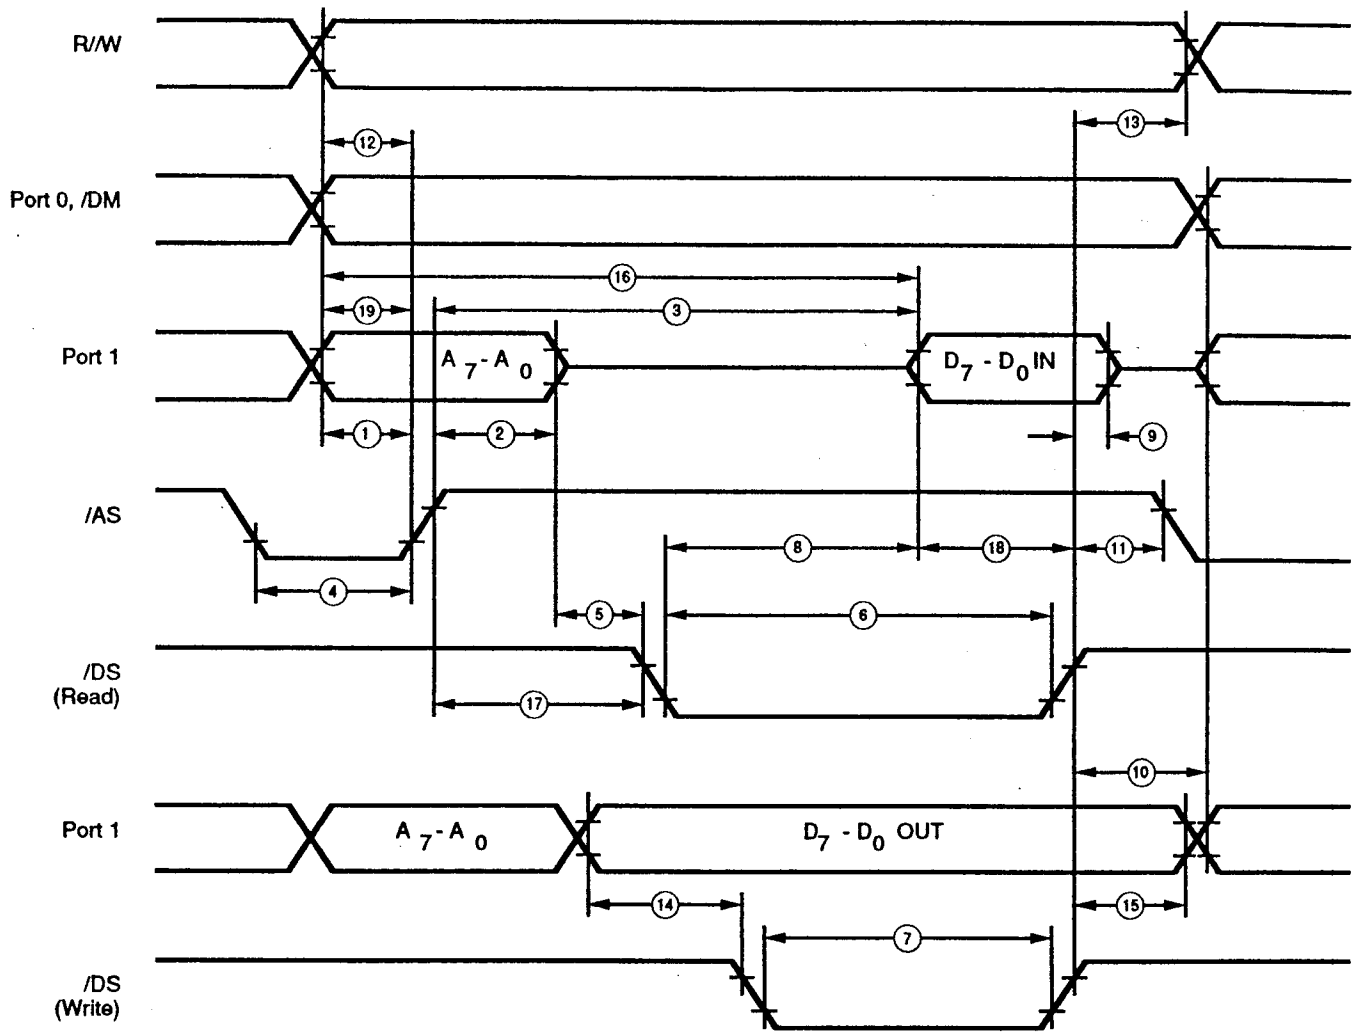 R//W
13
12
Port 0, /DM
16
19
3
Port 1
A7-A0
D7-D0 IN
1
2
9
/AS
8
18
11
4
5
6
/DS
(Read)
17
10
Port 1
A7-A0
D7-D0 OUT
14
15
7
/DS
(Write)